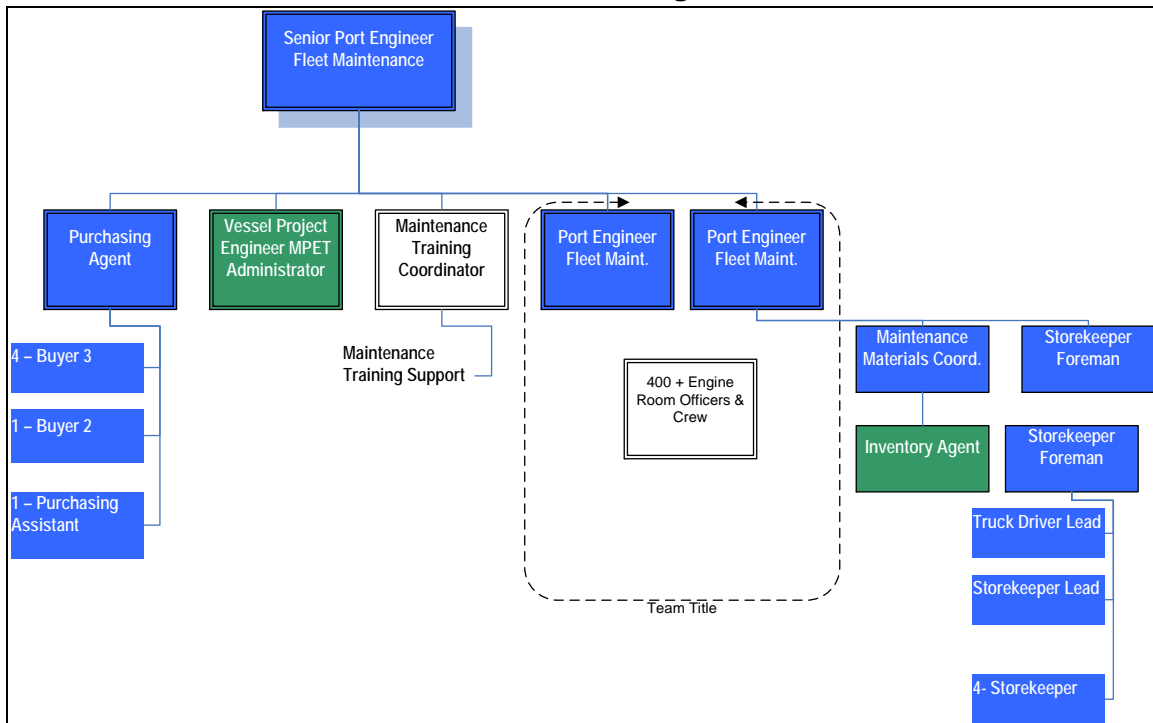 Senior Port Engineer
Fleet Maintenance
Purchasing
Agent
Vessel Project
Engineer MPET
Administrator
Maintenance
Training
Coordinator
Port Engineer
Fleet Maint.
Port Engineer
Fleet Maint.
4 – Buyer 3
1 – Buyer 2
1 – Purchasing
Assistant
Maintenance
Training Support
400 + Engine
Room Officers &
Crew
Team Title
Maintenance
Materials Coord.
Storekeeper
Foreman
Inventory Agent
Storekeeper
Foreman
Truck Driver Lead
Storekeeper Lead
4- Storekeeper